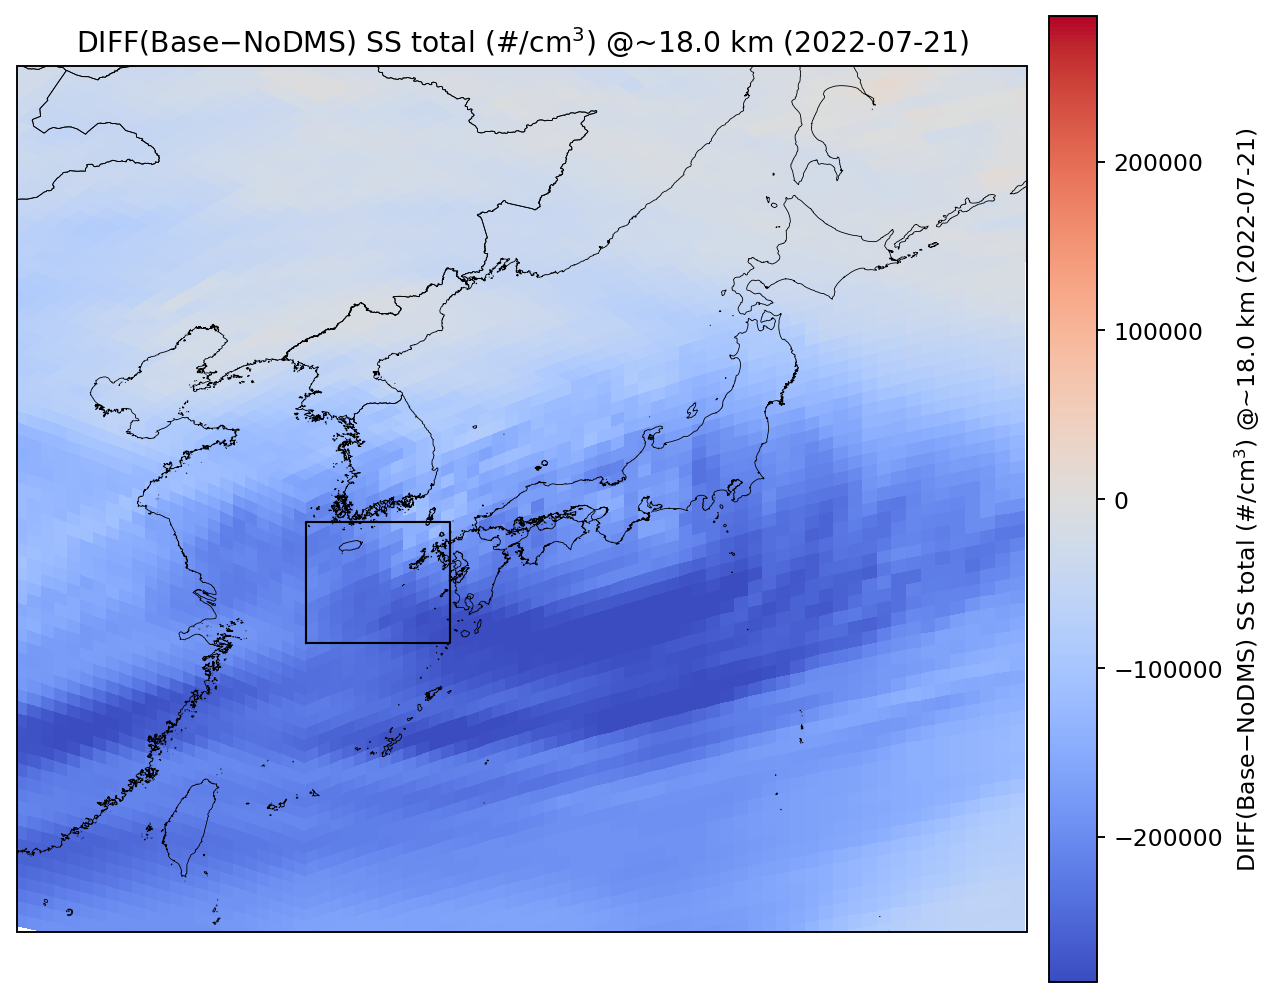 DIFF(Base−NoDMS) SS total (#/cm³) @~18.0 km (2022-07-21)
200000
100000
0
−100000
−200000
DIFF(Base−NoDMS) SS total (#/cm³) @~18.0 km (2022-07-21)